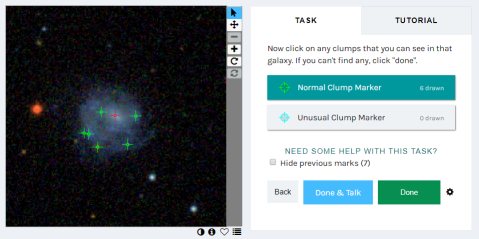 TASK
TUTORIAL
Now click on any clumps that you can see in that
galaxy. If you can't find any, click "done".
Normal Clump Marker
6 drawn
Unusual Clump Marker
0 drawn
NEED SOME HELP WITH THIS TASK?
Hide previous marks (7)
Back
Done & Talk
Done